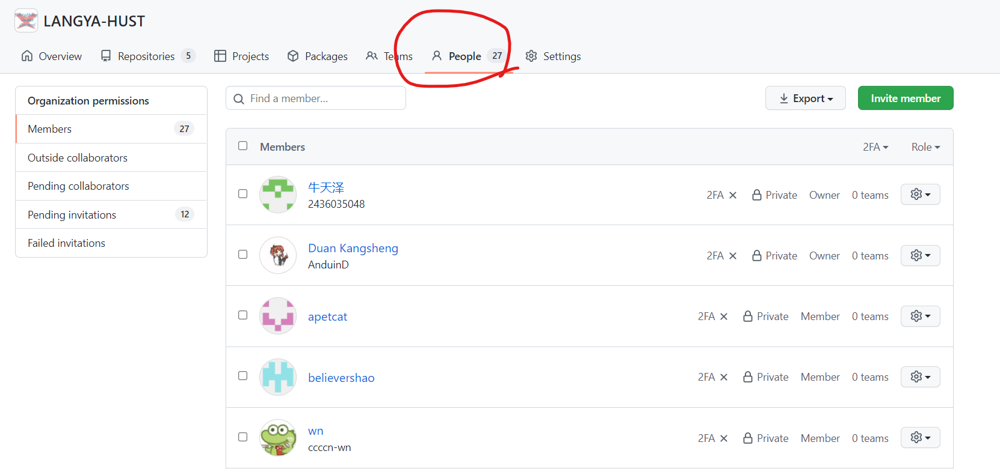 LANGYA-HUST
Overview Repositories 5 Projects Packages Teams People 27 Settings
Organization permissions
Members 27
Outside collaborators
Pending collaborators
Pending invitations 12
Failed invitations
Find a member...
Export
Invite member
Members 2FA Role
牛天泽
2436035048
2FA Private Owner 0 teams
Duan Kangsheng
AnduinD
2FA Private Owner 0 teams
apetcat
2FA Private Member 0 teams
believershao
2FA Private Member 0 teams
wn
ccccn-wn
2FA Private Member 0 teams